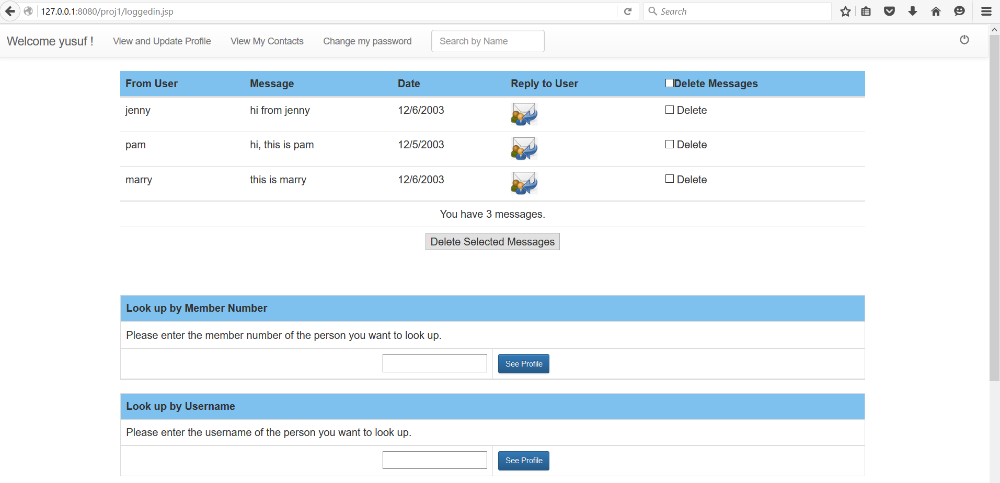 127.0.0.1:8080/proj1/loggedin.jsp Search
Welcome yusuf ! View and Update Profile View My Contacts Change my password Search by Name
From User Message Date Reply to User Delete Messages
jenny hi from jenny 12/6/2003 Delete
pam hi, this is pam 12/5/2003 Delete
marry this is marry 12/6/2003 Delete
You have 3 messages.
Delete Selected Messages
Look up by Member Number
Please enter the member number of the person you want to look up.
See Profile
Look up by Username
Please enter the username of the person you want to look up.
See Profile